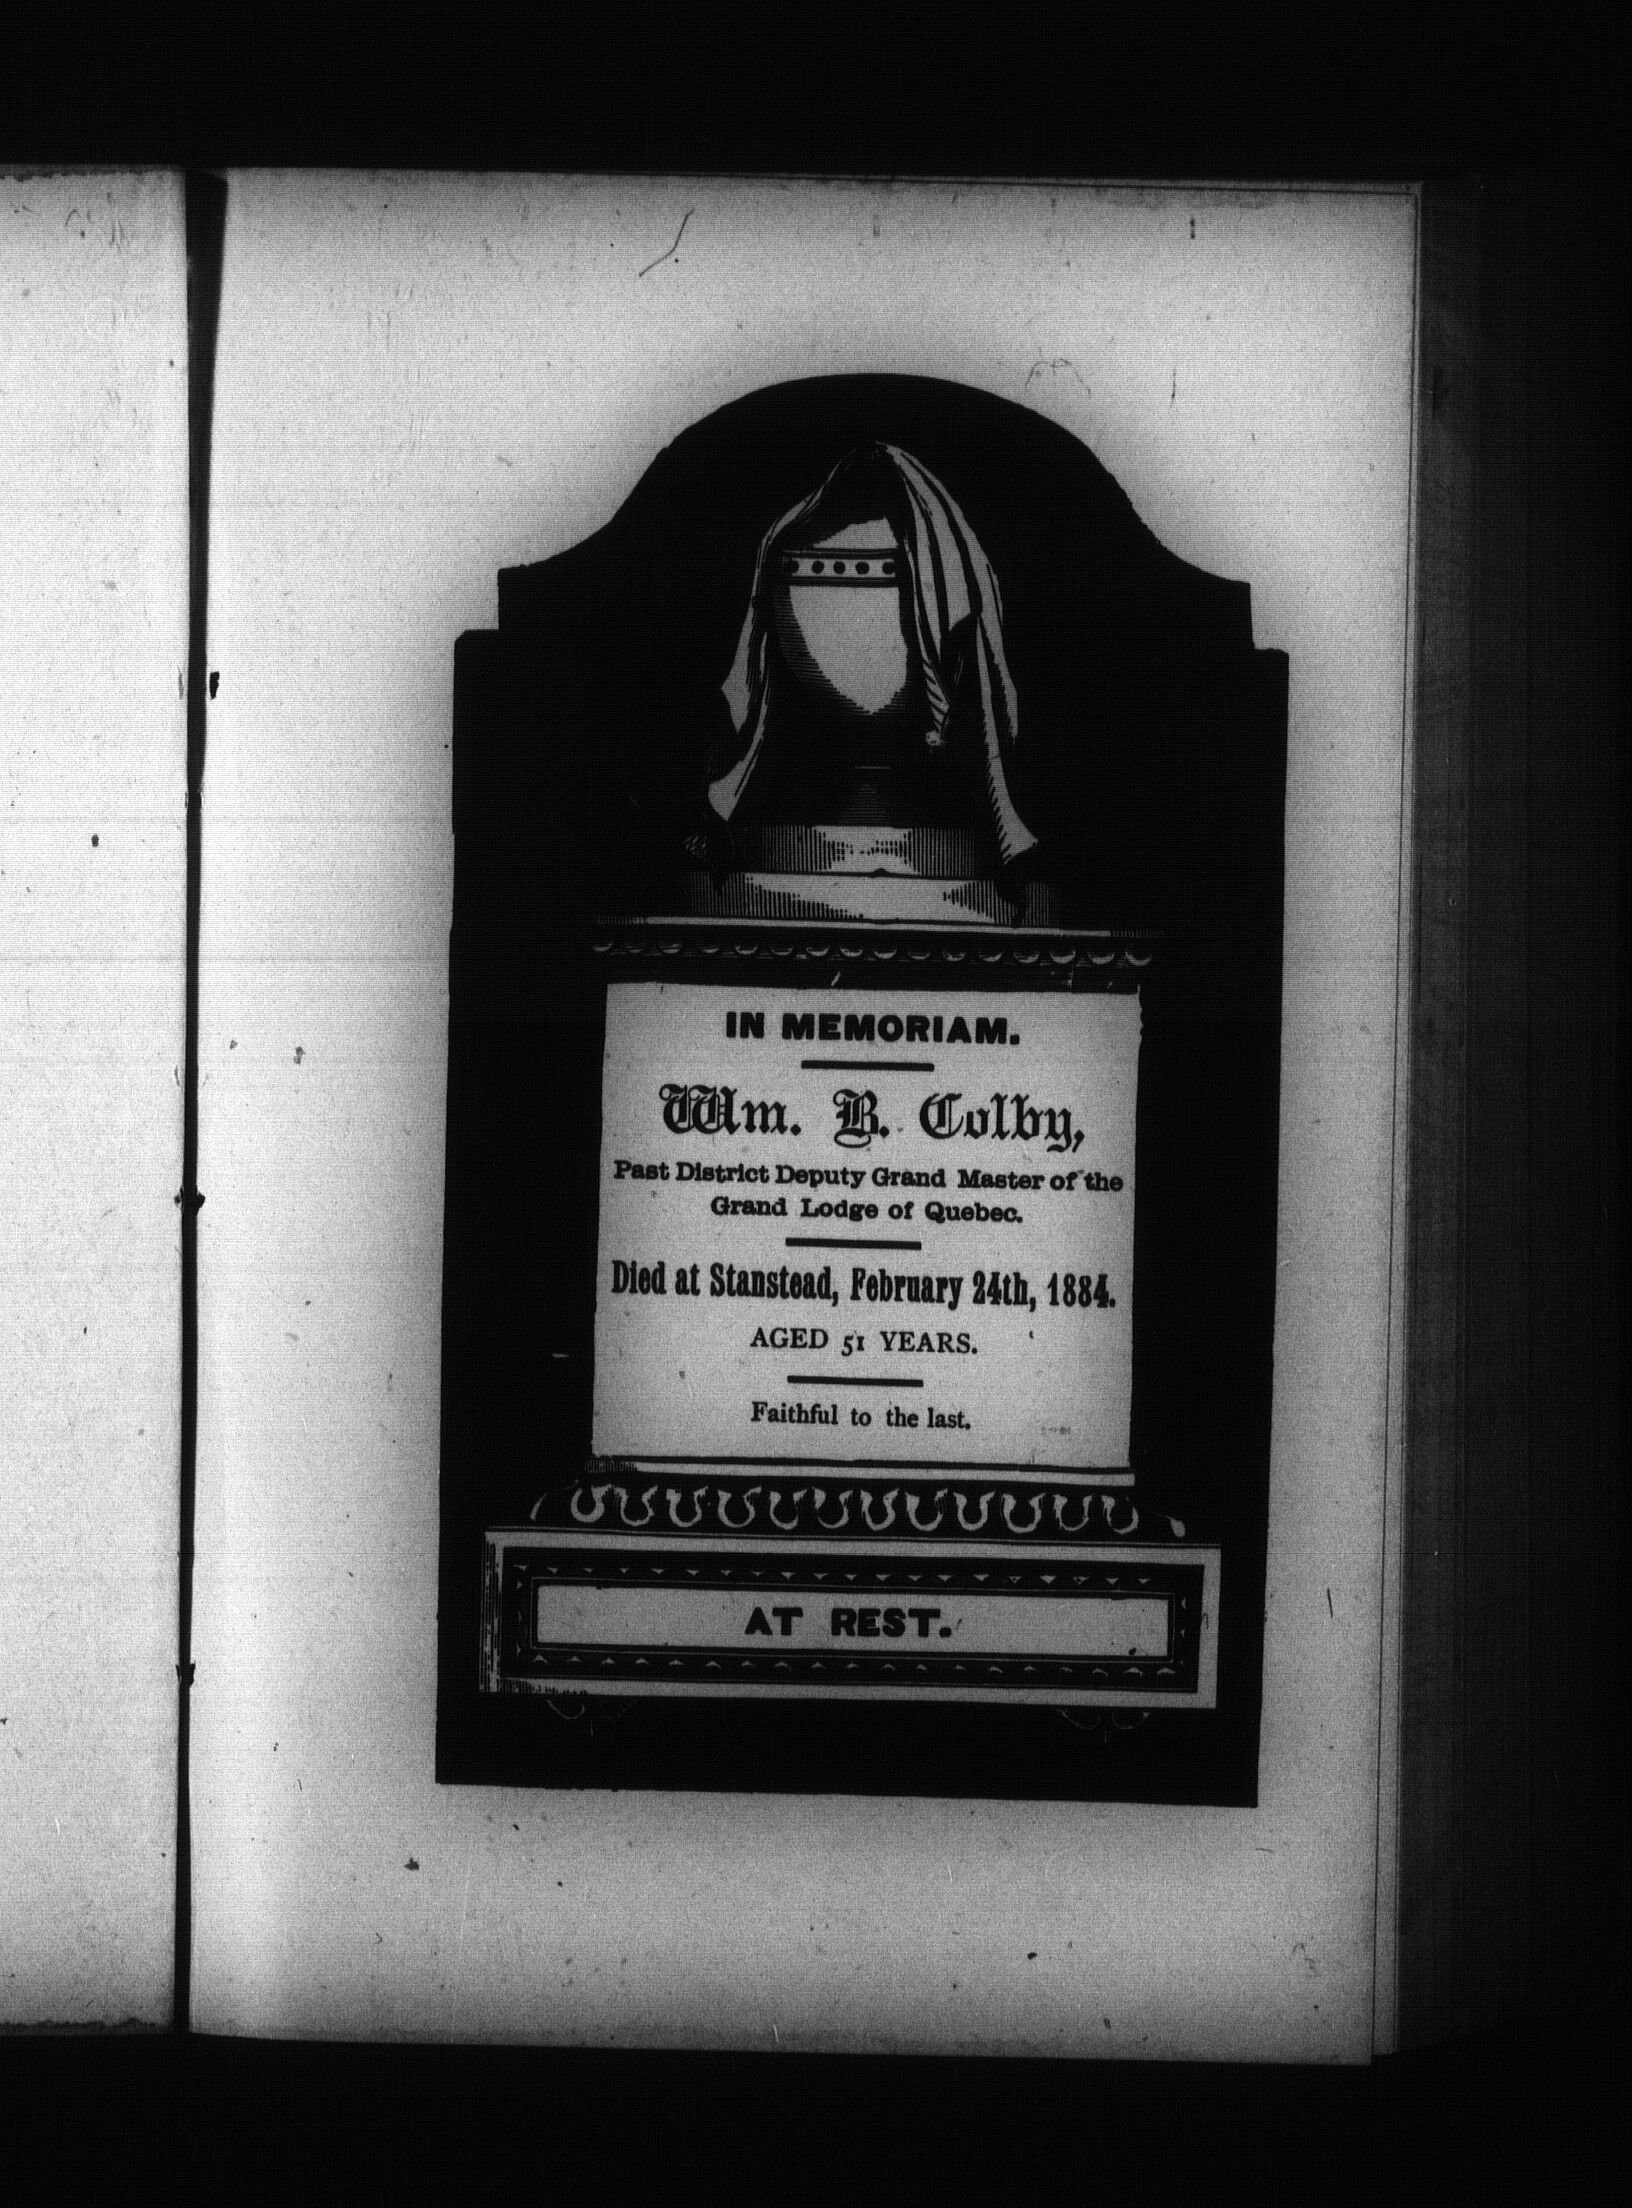 IN MEMORIAM.
Wm. B. Colby,
Past District Deputy Grand Master of the
Grand Lodge of Quebec.
Died at Stanstead, February 24th, 1884.
AGED 51 YEARS.
Faithful to the last.
AT REST.